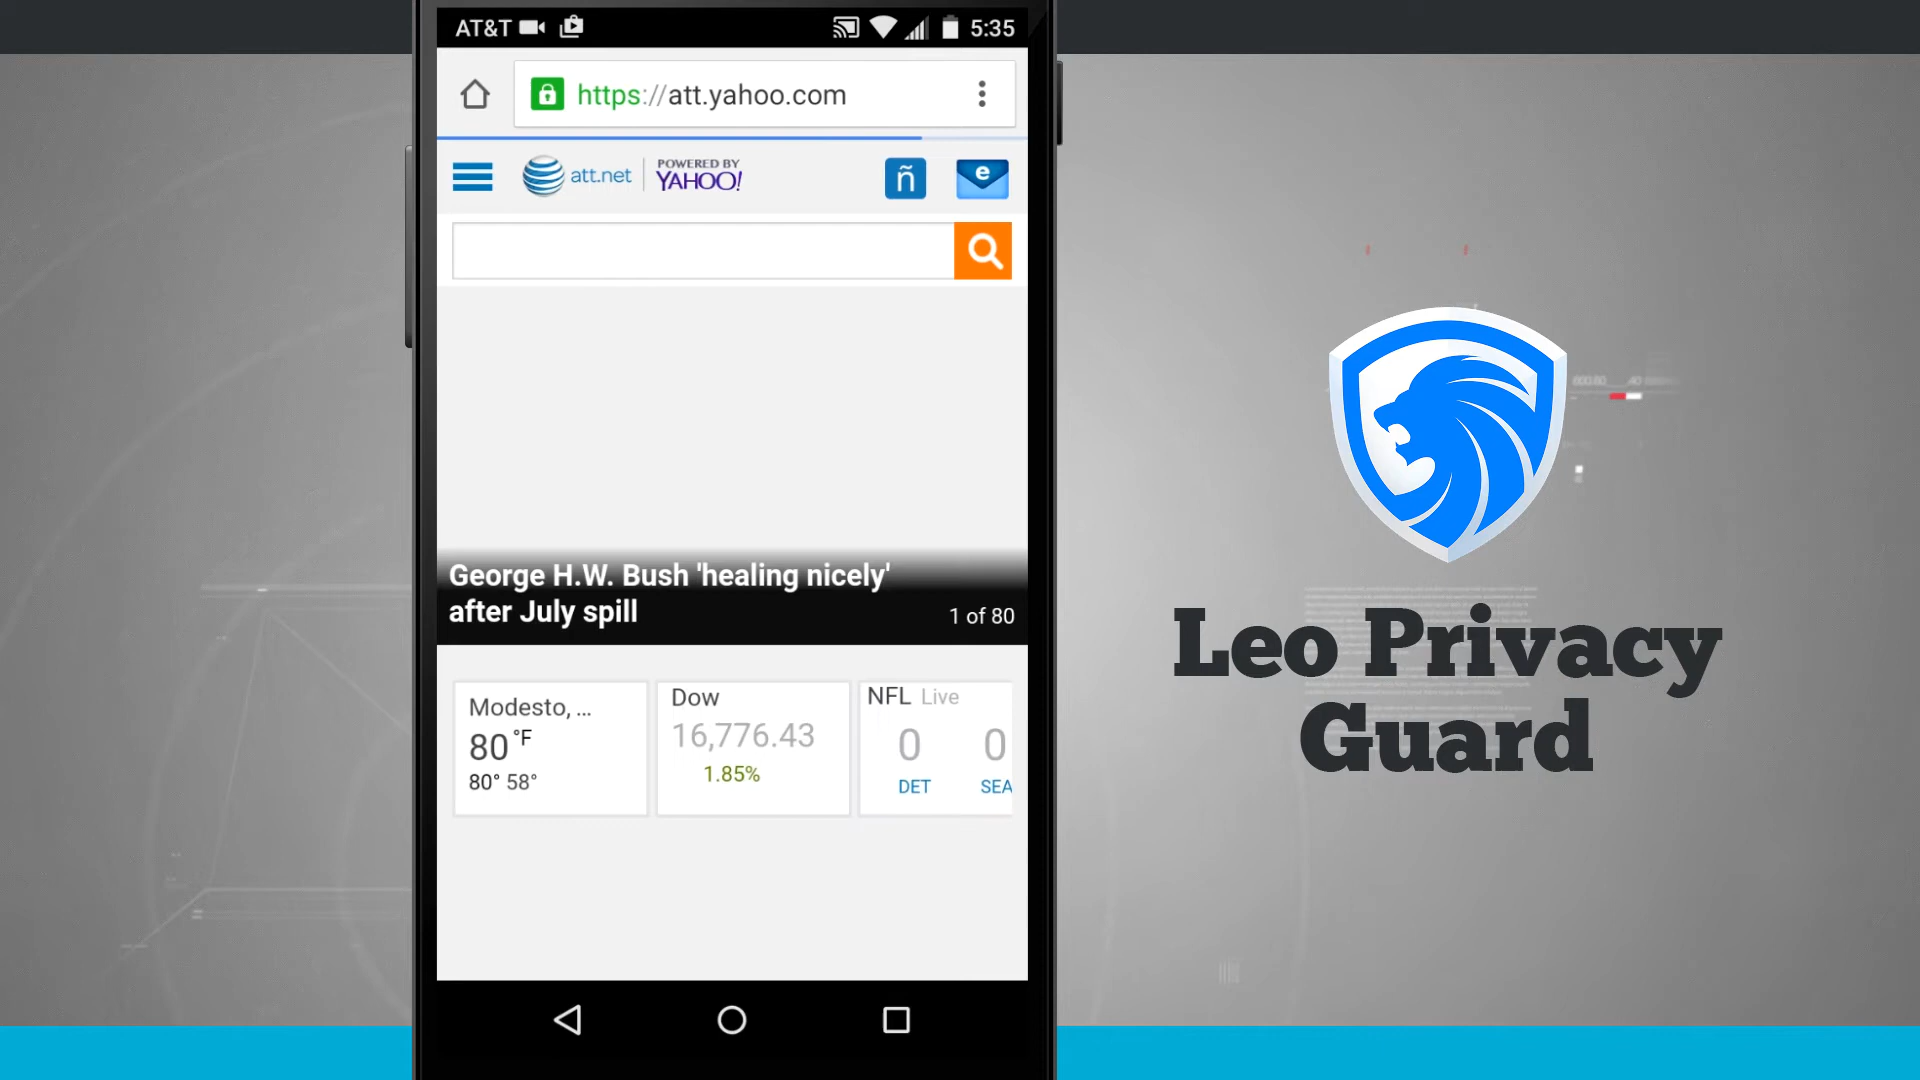 AT&T
5:35
https://att.yahoo.com
att.net
POWERED BY
YAHOO!
ñ
e
George H.W. Bush 'healing nicely'
after July spill
1 of 80
Modesto, ...
80 °F
80° 58°
Dow
16,776.43
1.85%
NFL Live
0 0
DET SEA
Leo Privacy
Guard